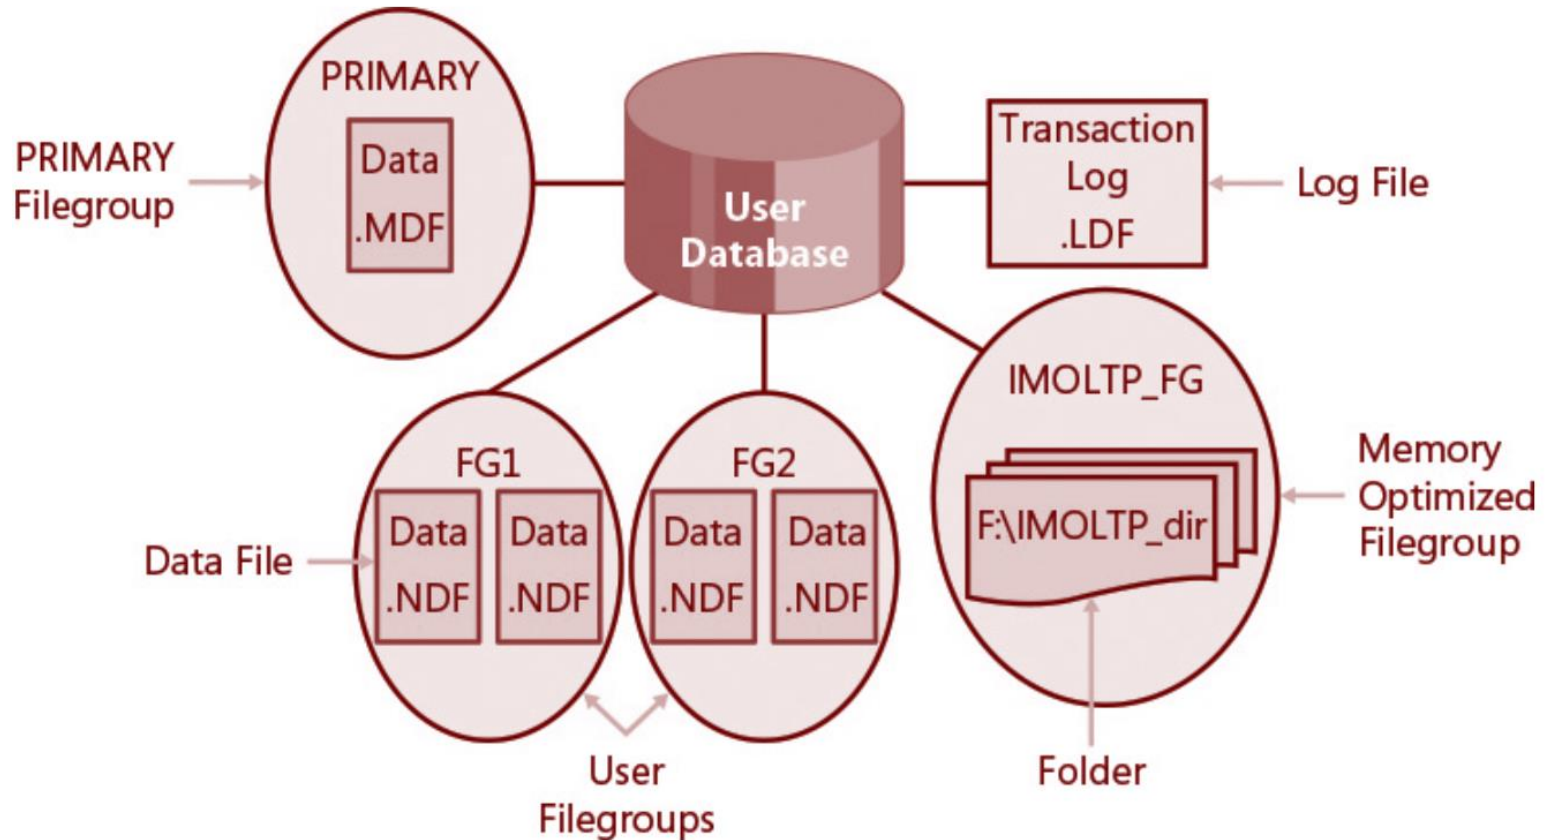 PRIMARY
Data
.MDF
PRIMARY
Filegroup
User
Database
Transaction
Log
.LDF
Log File
FG1
Data
.NDF
Data
.NDF
FG2
Data
.NDF
Data
.NDF
Data File
User
Filegroups
IMOLTP_FG
F:\IMOLTP_dir
Memory
Optimized
Filegroup
Folder